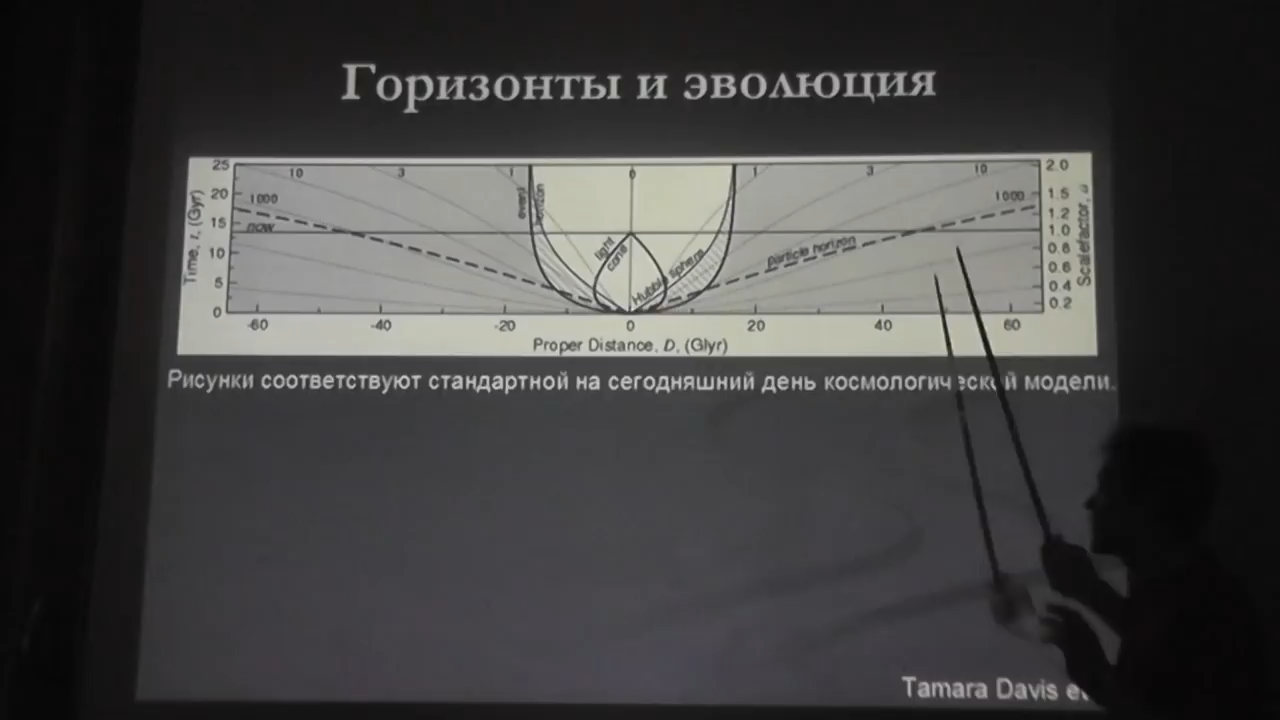 Горизонты и эволюция
25 10 3 1 0 1 3 10 2.0
20 1000 event horizon 1000 1.5
15 now 1.2
1.0
10 light cone Particle horizon 0.8
0.6
5 Hubble sphere 0.4
0.2
0
Time, t, (Gyr)
Scalefactor, a
-60 -40 -20 0 20 40 60
Proper Distance, D, (Glyr)
Рисунки соответствуют стандартной на сегодняшний день космологической модели.
Tamara Davis